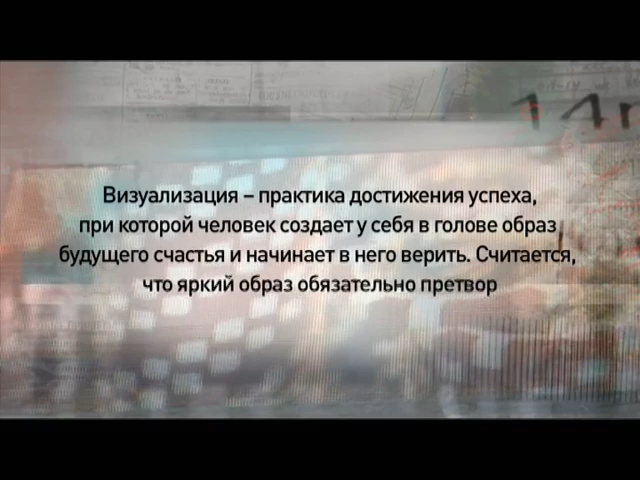 Визуализация – практика достижения успеха,
при которой человек создает у себя в голове образ
будущего счастья и начинает в него верить. Считается,
что яркий образ обязательно претвор